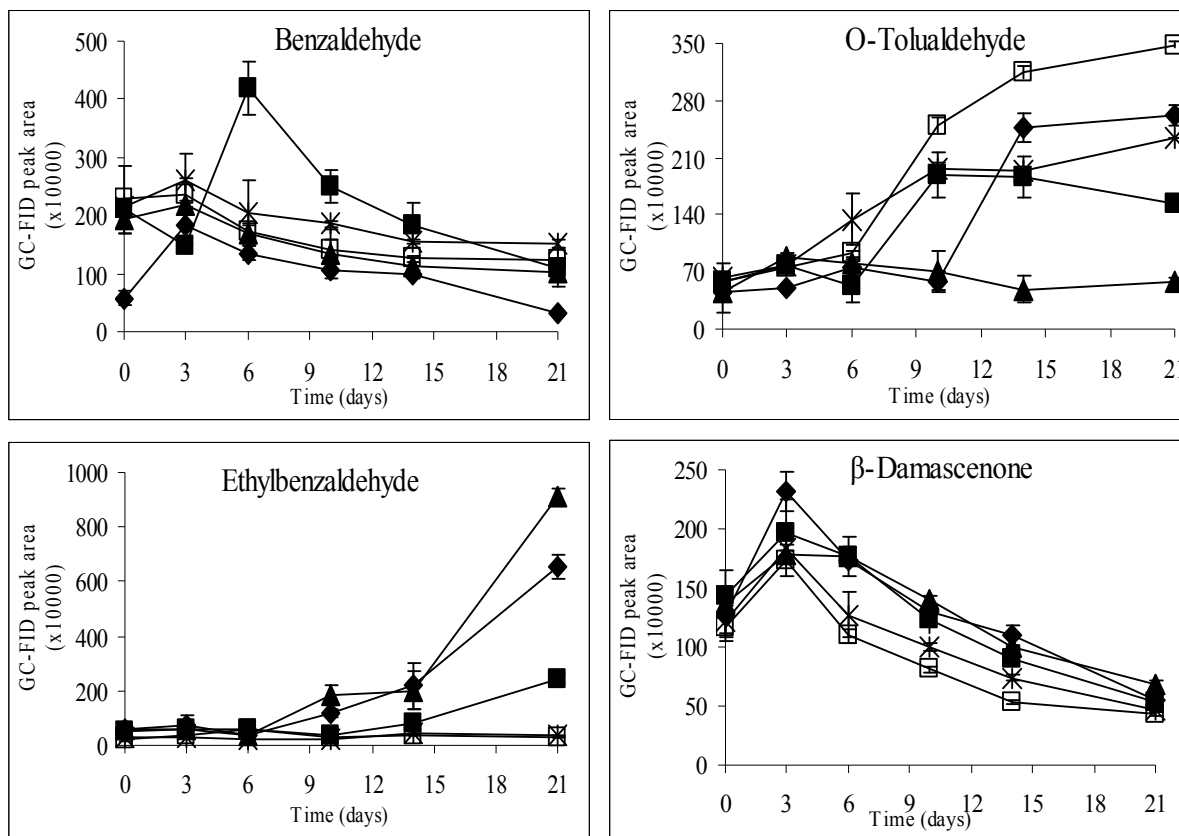 Benzaldehyde
GC-FID peak area
(x10000)
500
400
300
200
100
0
0 3 6 9 12 15 18 21
Time (days)
O-Tolualdehyde
GC-FID peak area
(x10000)
350
280
210
140
70
0
0 3 6 9 12 15 18 21
Time (days)
Ethylbenzaldehyde
GC-FID peak area
(x10000)
1000
800
600
400
200
0
0 3 6 9 12 15 18 21
Time (days)
β-Damascenone
GC-FID peak area
(x10000)
250
200
150
100
50
0
0 3 6 9 12 15 18 21
Time (days)